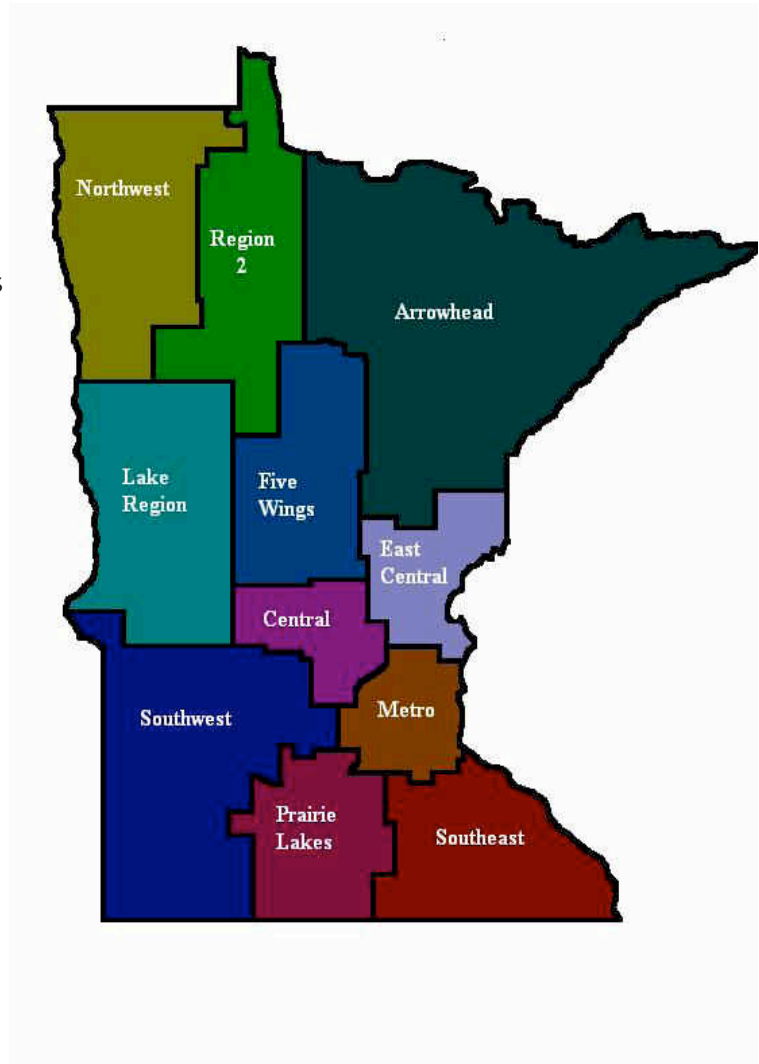 Northwest
Region
2
Arrowhead
Lake
Region
Five
Wings
East
Central
Central
Southwest
Metro
Prairie
Lakes
Southeast